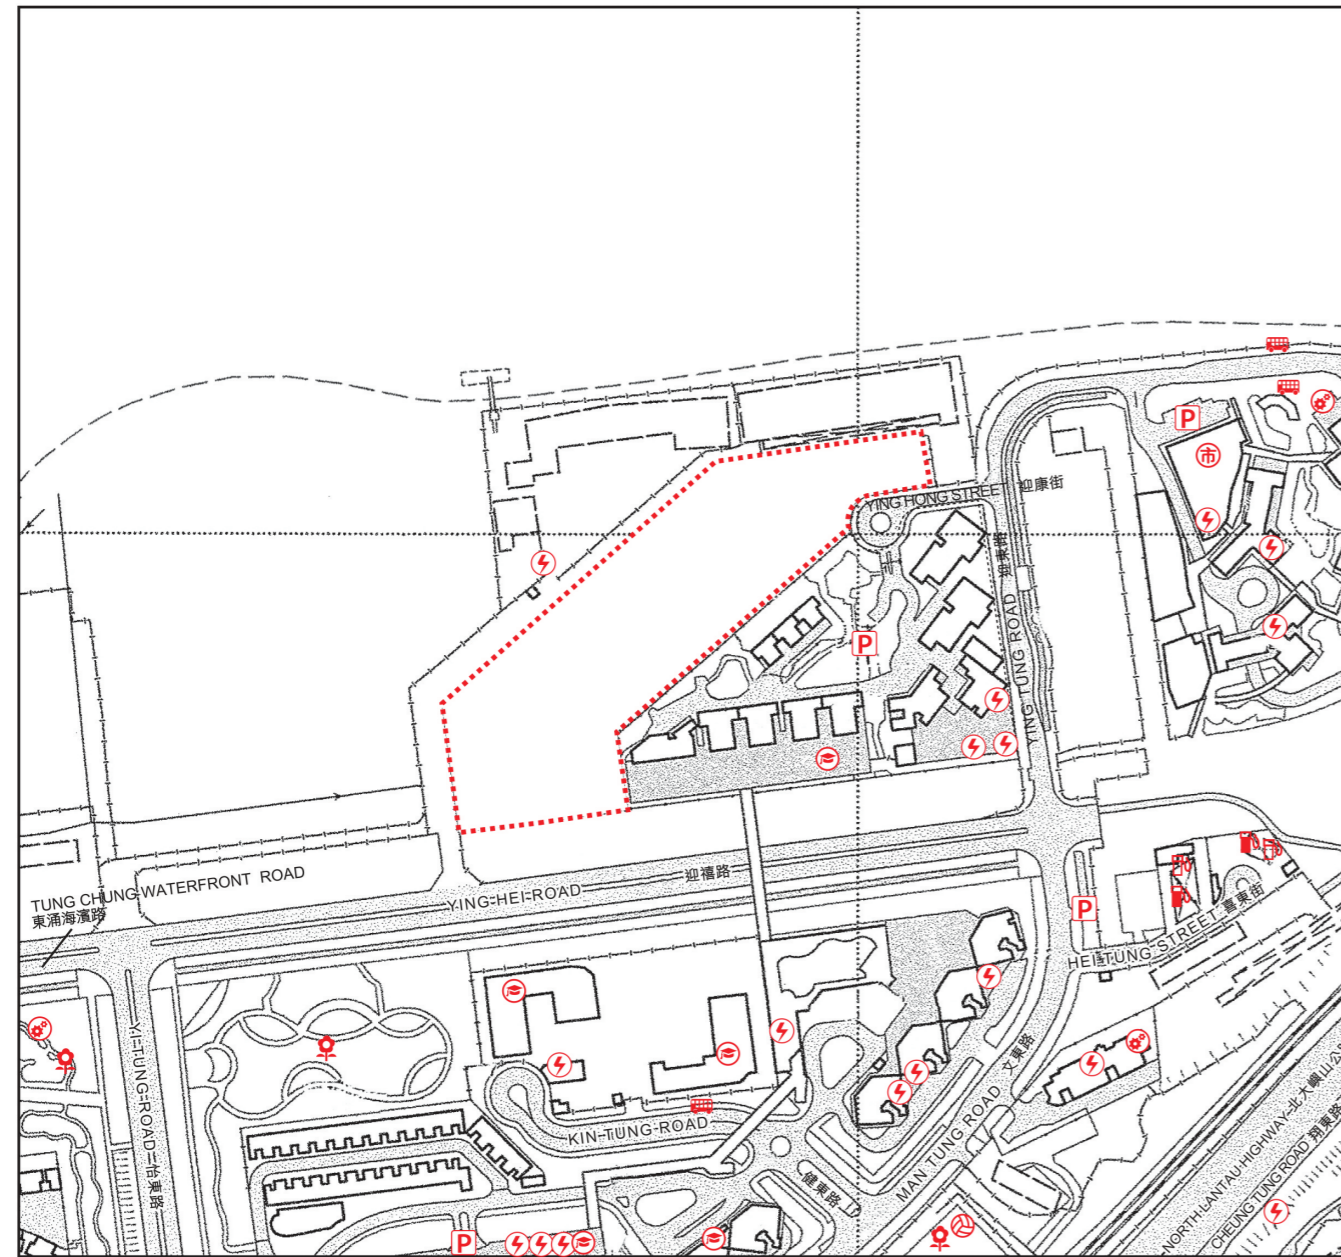 P
市
YING HONG STREET 迎康街
迎東路
YING TUNG ROAD
P
TUNG CHUNG WATERFRONT ROAD
東涌海濱路
YING HEI ROAD
迎禧路
P
HEI TUNG STREET 喜東街
YI TUNG ROAD 怡東路
KIN TUNG ROAD
健東路
MAN TUNG ROAD
文東路
NORTH LANTAU HIGHWAY 北大嶼山公
CHEUNG TUNG ROAD 翔東
P